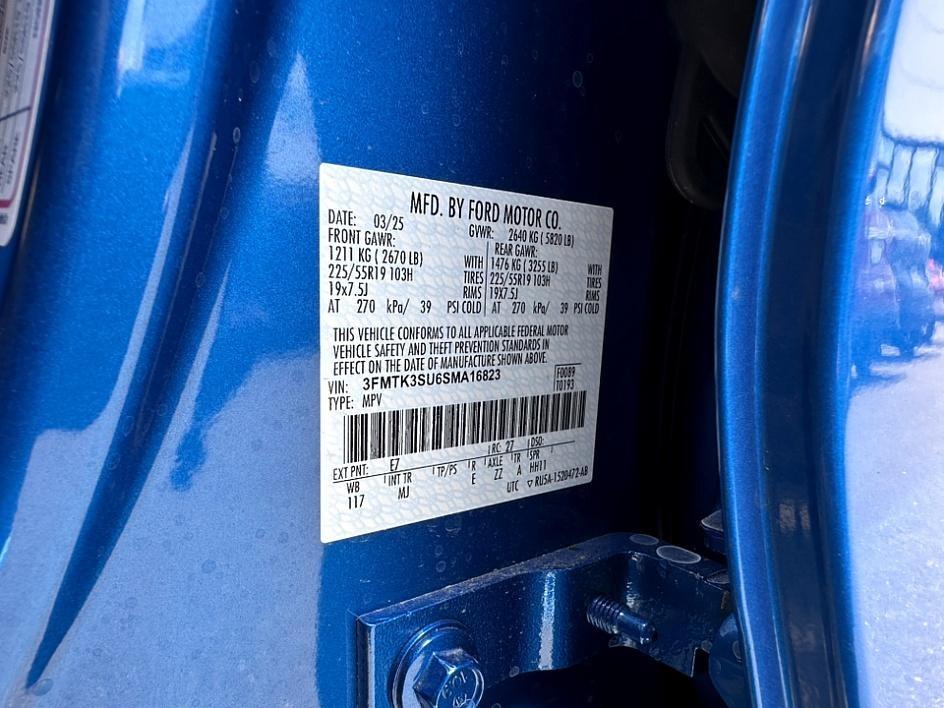 MFD. BY FORD MOTOR CO.
DATE: 03/25 GVWR: 2640 KG ( 5820 LB)
FRONT GAWR: REAR GAWR:
1211 KG ( 2670 LB) WITH 1476 KG ( 3255 LB) WITH
225/55R19 103H TIRES 225/55R19 103H TIRES
19x7.5J RIMS 19x7.5J RIMS
AT 270 kPa/ 39 PSI COLD AT 270 kPa/ 39 PSI COLD
THIS VEHICLE CONFORMS TO ALL APPLICABLE FEDERAL MOTOR
VEHICLE SAFETY AND THEFT PREVENTION STANDARDS IN
EFFECT ON THE DATE OF MANUFACTURE SHOWN ABOVE.
VIN: 3FMTK3SU6SMA16823 F0089
TYPE: MPV T0193
EXT PNT: E7 RC: 27 DSO:
WB INT TR TP/PS R AXLE TR SPR
117 MJ E ZZ A HH11
UTC ▽ RU5A-1520472-AB